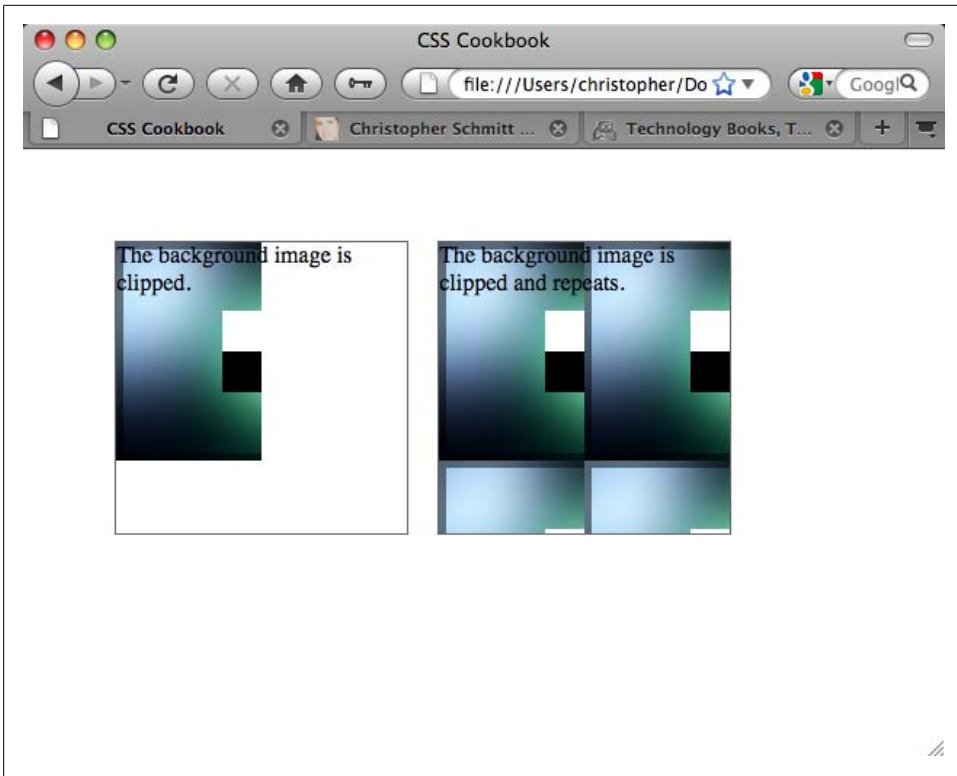 CSS Cookbook
file:///Users/christopher/Do
Googl
CSS Cookbook
Christopher Schmitt ...
Technology Books, T...
The background image is
clipped.
The background image is
clipped and repeats.